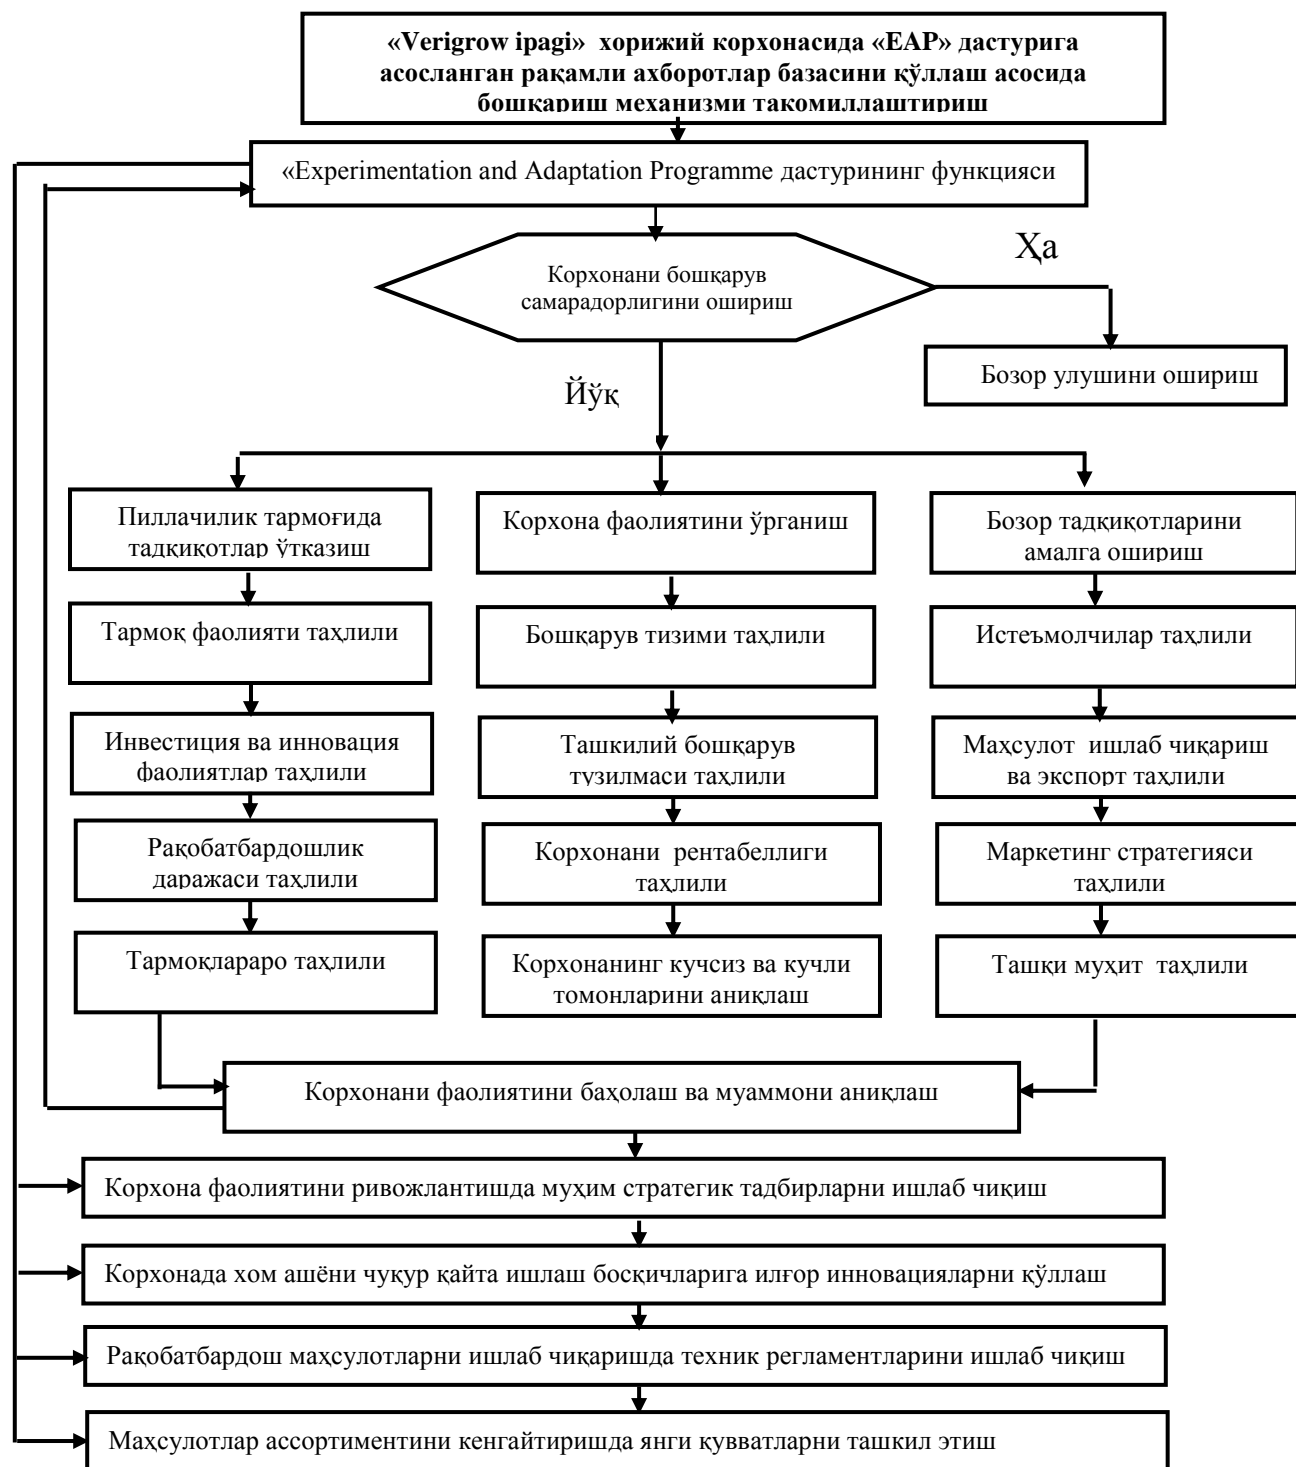 «Verigrow ipagi» хорижий корхонасида «EAP» дастурига
асосланган рақамли ахборотлар базасини қўллаш асосида
бошқариш механизми такомиллаштириш
«Experimentation and Adaptation Programme дастурининг функцияси
Ҳа
Корхонани бошқарув
самарадорлигини ошириш
Бозор улушини ошириш
Йўқ
Пиллачилик тармоғида
тадқиқотлар ўтказиш
Корхона фаолиятини ўрганиш
Бозор тадқиқотларини
амалга ошириш
Тармоқ фаолияти таҳлили
Бошқарув тизими таҳлили
Истеъмолчилар таҳлили
Инвестиция ва инновация
фаолиятлар таҳлили
Ташкилий бошқарув
тузилмаси таҳлили
Маҳсулот ишлаб чиқариш
ва экспорт таҳлили
Рақобатбардошлик
даражаси таҳлили
Корхонани рентабеллиги
таҳлили
Маркетинг стратегияси
таҳлили
Тармоқлараро таҳлили
Корхонанинг кучсиз ва кучли
томонларини аниқлаш
Ташқи муҳит таҳлили
Корхонани фаолиятини баҳолаш ва муаммони аниқлаш
Корхона фаолиятини ривожлантишда муҳим стратегик тадбирларни ишлаб чиқиш
Корхонада хом ашёни чуқур қайта ишлаш босқичларига илғор инновацияларни қўллаш
Рақобатбардош маҳсулотларни ишлаб чиқаришда техник регламентларини ишлаб чиқиш
Маҳсулотлар ассортиментини кенгайтиришда янги қувватларни ташкил этиш